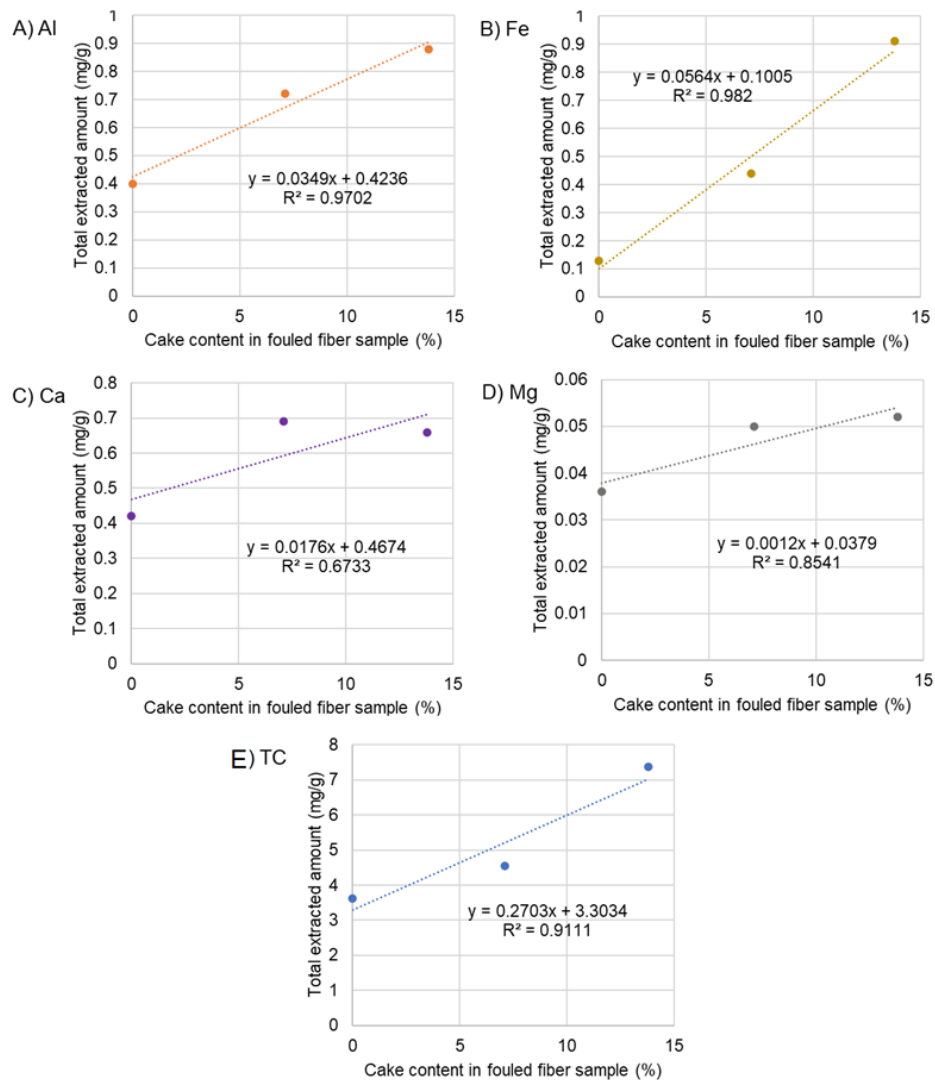 A) Al
Total extracted amount (mg/g)
1
0.9
0.8
0.7
0.6
0.5
0.4
0.3
0.2
0.1
0
y = 0.0349x + 0.4236
R² = 0.9702
0 5 10 15
Cake content in fouled fiber sample (%)
B) Fe
Total extracted amount (mg/g)
1
0.9
0.8
0.7
0.6
0.5
0.4
0.3
0.2
0.1
0
y = 0.0564x + 0.1005
R² = 0.982
0 5 10 15
Cake content in fouled fiber sample (%)
C) Ca
Total extracted amount (mg/g)
0.8
0.7
0.6
0.5
0.4
0.3
0.2
0.1
0
y = 0.0176x + 0.4674
R² = 0.6733
0 5 10 15
Cake content in fouled fiber sample (%)
D) Mg
Total extracted amount (mg/g)
0.06
0.05
0.04
0.03
0.02
0.01
0
y = 0.0012x + 0.0379
R² = 0.8541
0 5 10 15
Cake content in fouled fiber sample (%)
E) TC
Total extracted amount (mg/g)
8
7
6
5
4
3
2
1
0
y = 0.2703x + 3.3034
R² = 0.9111
0 5 10 15
Cake content in fouled fiber sample (%)